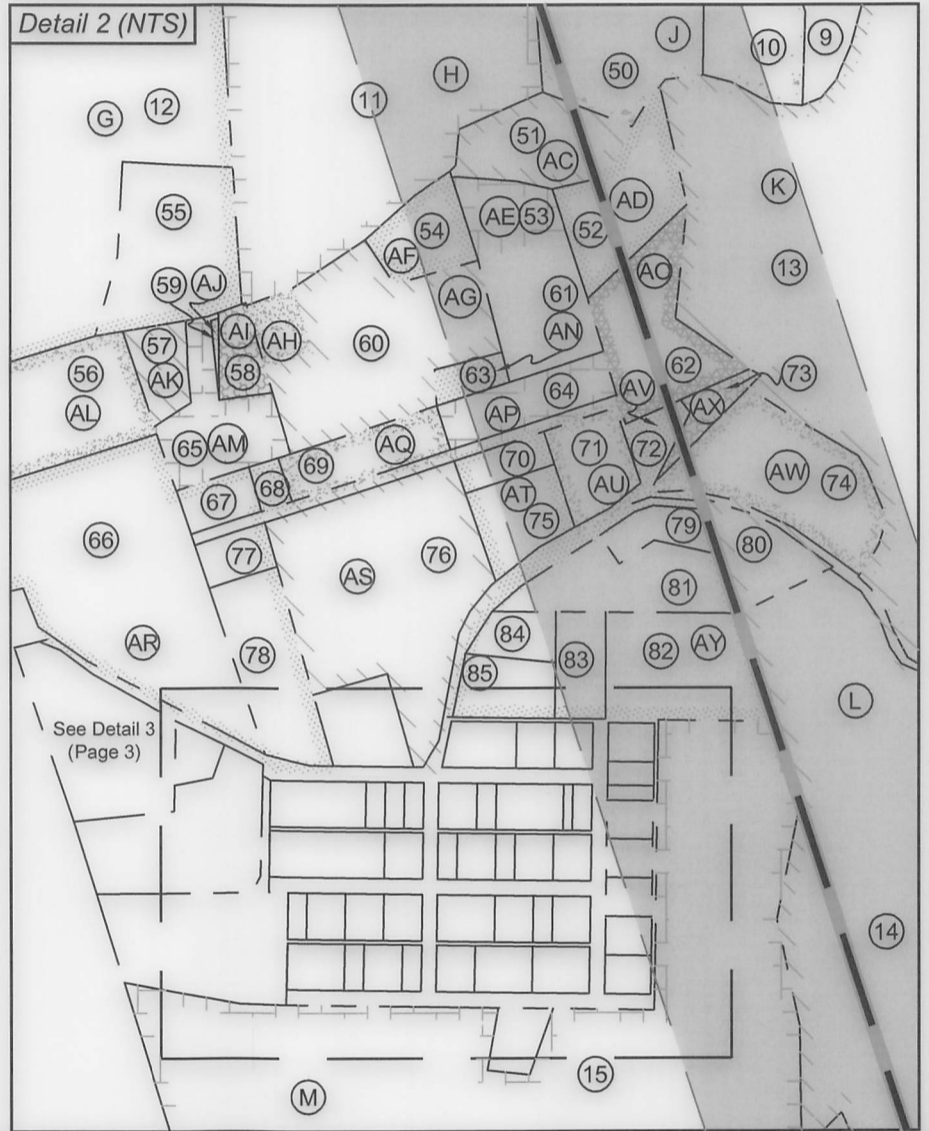 Detail 2 (NTS)
J
10
9
H
50
11
12
G
51
AC
K
AD
55
AE
53
52
54
AF
13
AO
59
AJ
AG
61
AI
AH
AN
57
60
62
56
63
73
AK
58
64
AV
AL
AP
AX
65
AM
AQ
71
72
70
69
AW
74
68
AT
AU
67
75
79
66
77
76
80
AS
81
84
AR
78
83
82
AY
85
L
See Detail 3
(Page 3)
14
15
M